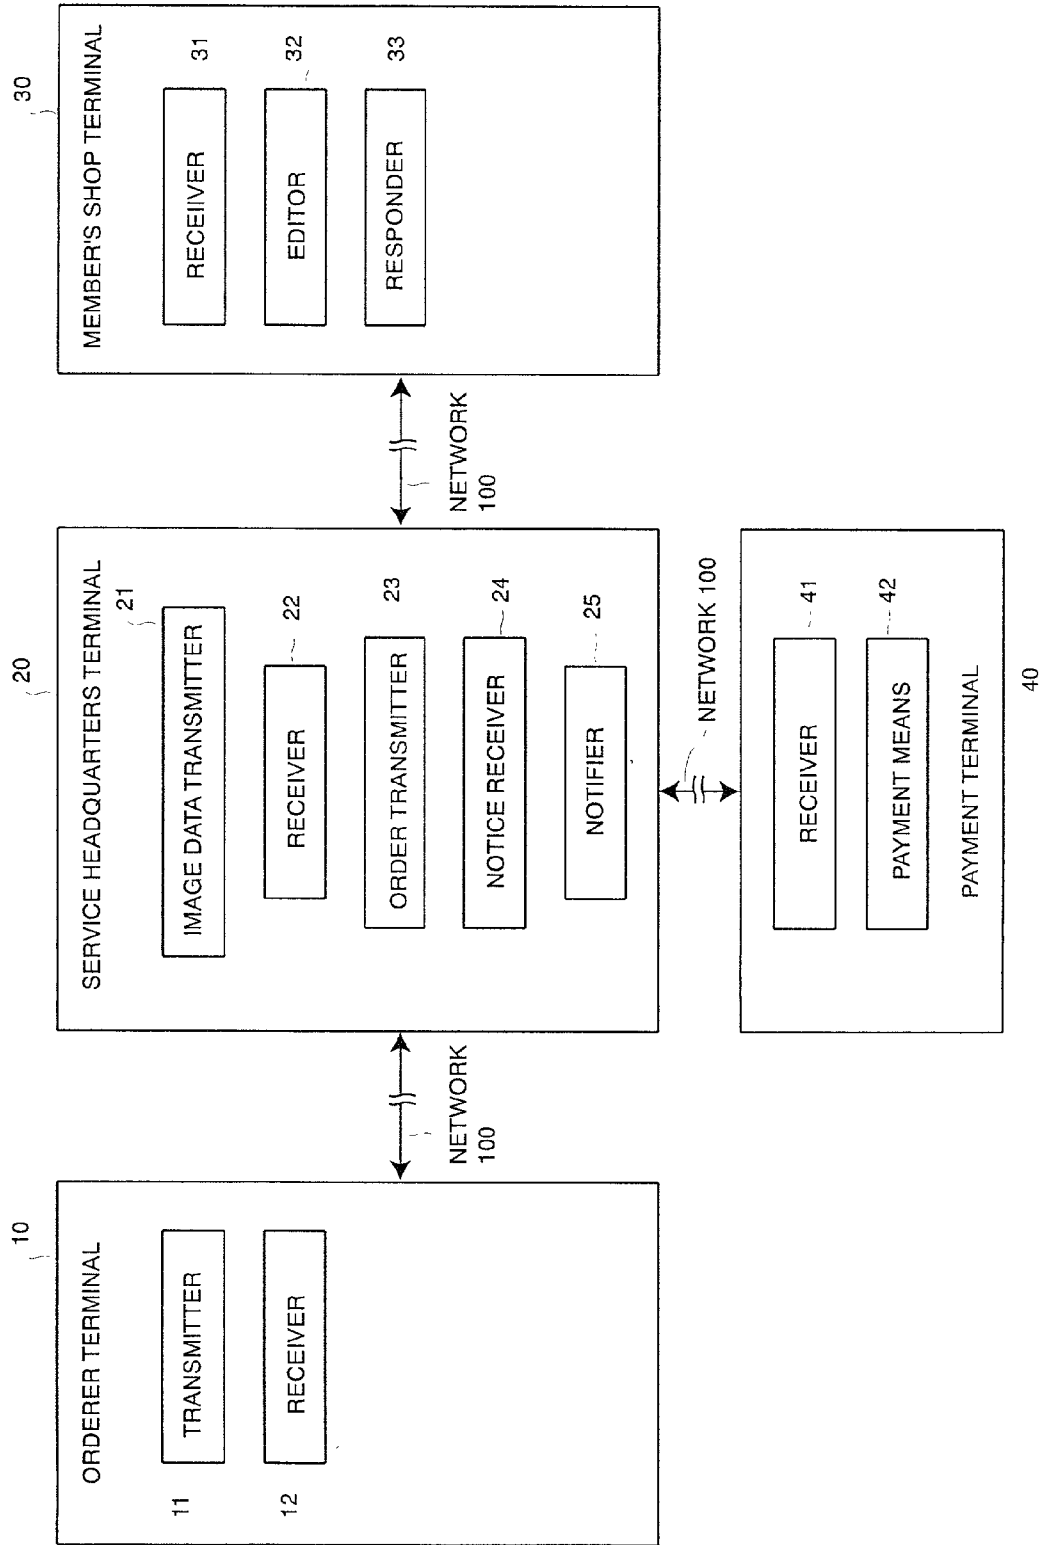 10
ORDERER TERMINAL
11
TRANSMITTER
12
RECEIVER
NETWORK
100
20
SERVICE HEADQUARTERS TERMINAL
21
IMAGE DATA TRANSMITTER
22
RECEIVER
23
ORDER TRANSMITTER
24
NOTICE RECEIVER
25
NOTIFIER
NETWORK
100
30
MEMBER'S SHOP TERMINAL
31
RECEIIVER
32
EDITOR
33
RESPONDER
NETWORK 100
41
RECEIVER
42
PAYMENT MEANS
PAYMENT TERMINAL
40